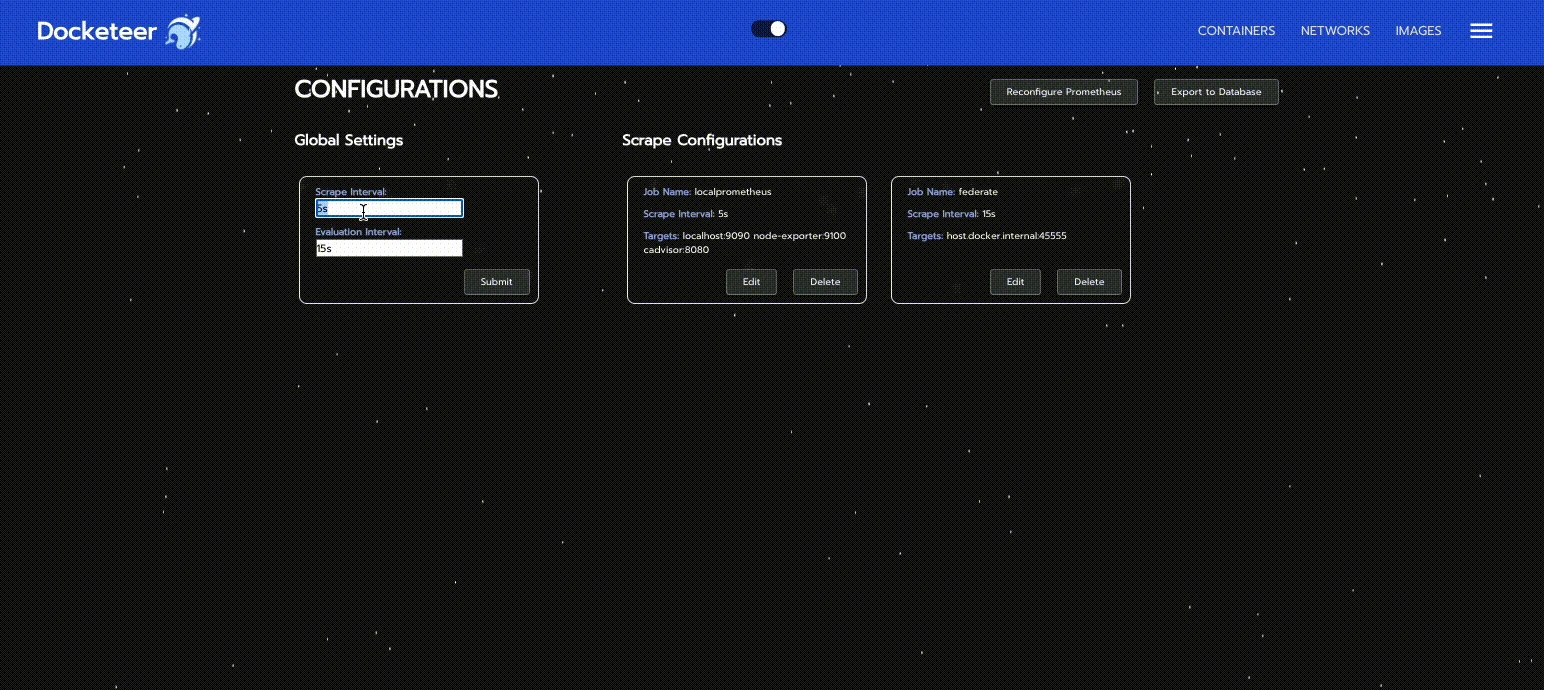 Docketeer
CONTAINERS NETWORKS IMAGES
CONFIGURATIONS
Reconfigure Prometheus
Export to Database
Global Settings
Scrape Interval:
5s
Evaluation Interval:
15s
Submit
Scrape Configurations
Job Name: localprometheus
Scrape Interval: 5s
Targets: localhost:9090 node-exporter:9100
cadvisor:8080
Edit Delete
Job Name: federate
Scrape Interval: 15s
Targets: host.docker.internal:45555
Edit Delete